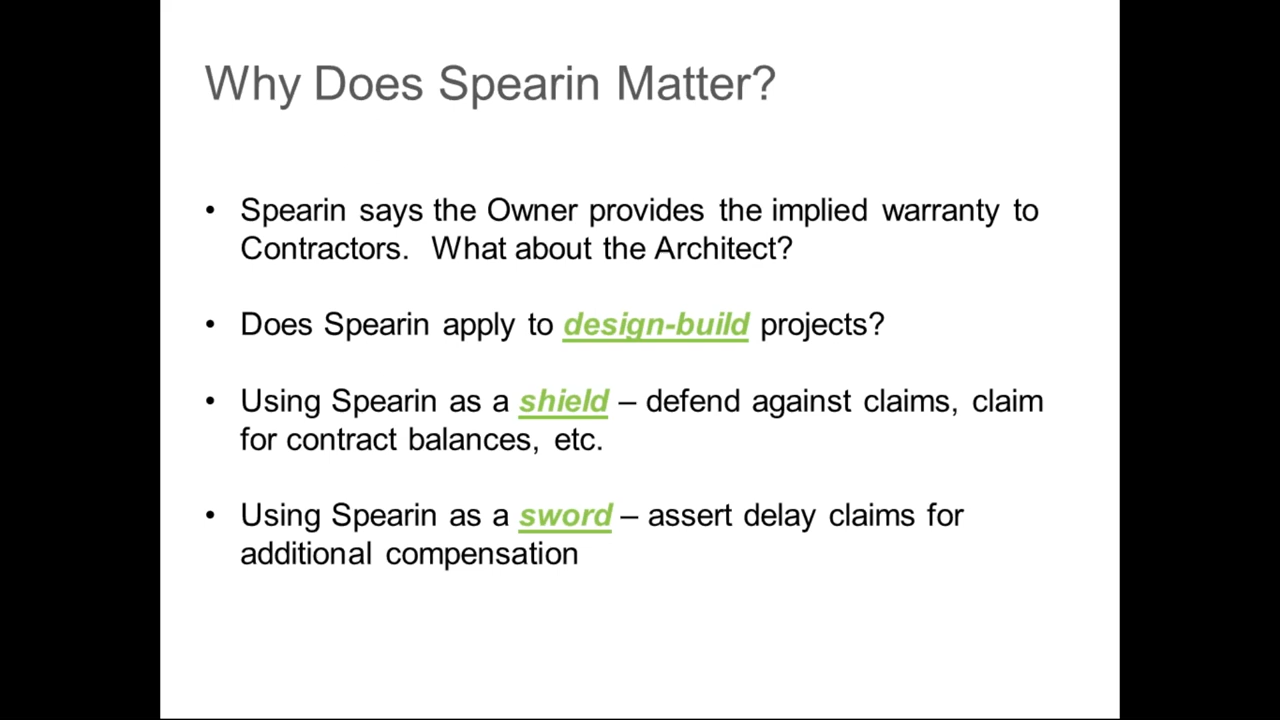 Why Does Spearin Matter?
• Spearin says the Owner provides the implied warranty to
Contractors. What about the Architect?
• Does Spearin apply to design-build projects?
• Using Spearin as a shield – defend against claims, claim
for contract balances, etc.
• Using Spearin as a sword – assert delay claims for
additional compensation